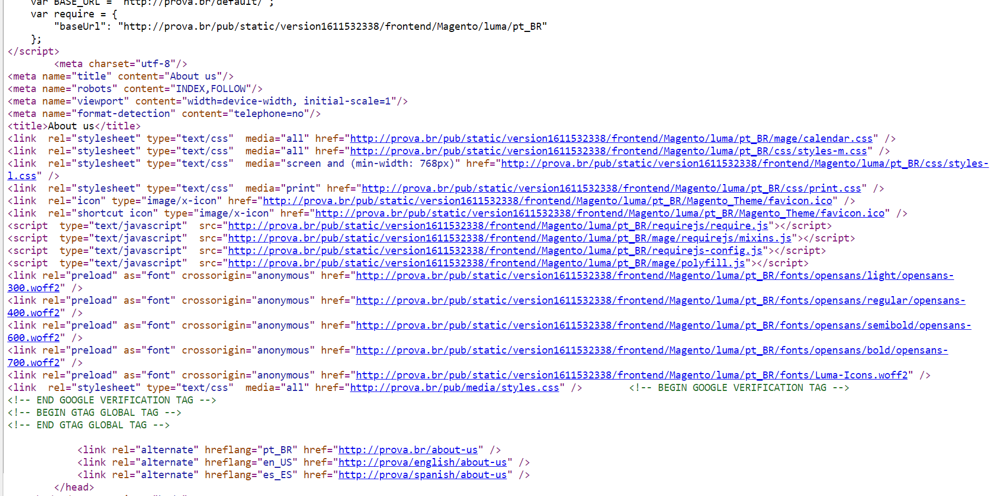 var BASE_URL = 'http://prova.br/default/';
var require = {
"baseUrl": "http://prova.br/pub/static/version1611532338/frontend/Magento/luma/pt_BR"
};
</script>
<meta charset="utf-8"/>
<meta name="title" content="About us"/>
<meta name="robots" content="INDEX,FOLLOW"/>
<meta name="viewport" content="width=device-width, initial-scale=1"/>
<meta name="format-detection" content="telephone=no"/>
<title>About us</title>
<link  rel="stylesheet" type="text/css"  media="all" href="http://prova.br/pub/static/version1611532338/frontend/Magento/luma/pt_BR/mage/calendar.css" />
<link  rel="stylesheet" type="text/css"  media="all" href="http://prova.br/pub/static/version1611532338/frontend/Magento/luma/pt_BR/css/styles-m.css" />
<link  rel="stylesheet" type="text/css"  media="screen and (min-width: 768px)" href="http://prova.br/pub/static/version1611532338/frontend/Magento/luma/pt_BR/css/styles-
l.css" />
<link  rel="stylesheet" type="text/css"  media="print" href="http://prova.br/pub/static/version1611532338/frontend/Magento/luma/pt_BR/css/print.css" />
<link  rel="icon" type="image/x-icon" href="http://prova.br/pub/static/version1611532338/frontend/Magento/luma/pt_BR/Magento_Theme/favicon.ico" />
<link  rel="shortcut icon" type="image/x-icon" href="http://prova.br/pub/static/version1611532338/frontend/Magento/luma/pt_BR/Magento_Theme/favicon.ico" />
<script  type="text/javascript"  src="http://prova.br/pub/static/version1611532338/frontend/Magento/luma/pt_BR/requirejs/require.js"></script>
<script  type="text/javascript"  src="http://prova.br/pub/static/version1611532338/frontend/Magento/luma/pt_BR/mage/requirejs/mixins.js"></script>
<script  type="text/javascript"  src="http://prova.br/pub/static/version1611532338/frontend/Magento/luma/pt_BR/requirejs-config.js"></script>
<script  type="text/javascript"  src="http://prova.br/pub/static/version1611532338/frontend/Magento/luma/pt_BR/mage/polyfill.js"></script>
<link rel="preload" as="font" crossorigin="anonymous" href="http://prova.br/pub/static/version1611532338/frontend/Magento/luma/pt_BR/fonts/opensans/light/opensans-
300.woff2" />
<link rel="preload" as="font" crossorigin="anonymous" href="http://prova.br/pub/static/version1611532338/frontend/Magento/luma/pt_BR/fonts/opensans/regular/opensans-
400.woff2" />
<link rel="preload" as="font" crossorigin="anonymous" href="http://prova.br/pub/static/version1611532338/frontend/Magento/luma/pt_BR/fonts/opensans/semibold/opensans-
600.woff2" />
<link rel="preload" as="font" crossorigin="anonymous" href="http://prova.br/pub/static/version1611532338/frontend/Magento/luma/pt_BR/fonts/opensans/bold/opensans-
700.woff2" />
<link rel="preload" as="font" crossorigin="anonymous" href="http://prova.br/pub/static/version1611532338/frontend/Magento/luma/pt_BR/fonts/Luma-Icons.woff2" />
<link  rel="stylesheet" type="text/css"  media="all" href="http://prova.br/pub/media/styles.css" />        <!-- BEGIN GOOGLE VERIFICATION TAG -->
<!-- END GOOGLE VERIFICATION TAG -->
<!-- BEGIN GTAG GLOBAL TAG -->
<!-- END GTAG GLOBAL TAG -->
<link rel="alternate" hreflang="pt_BR" href="http://prova.br/about-us" />
<link rel="alternate" hreflang="en_US" href="http://prova/english/about-us" />
<link rel="alternate" hreflang="es_ES" href="http://prova/spanish/about-us" />
</head>